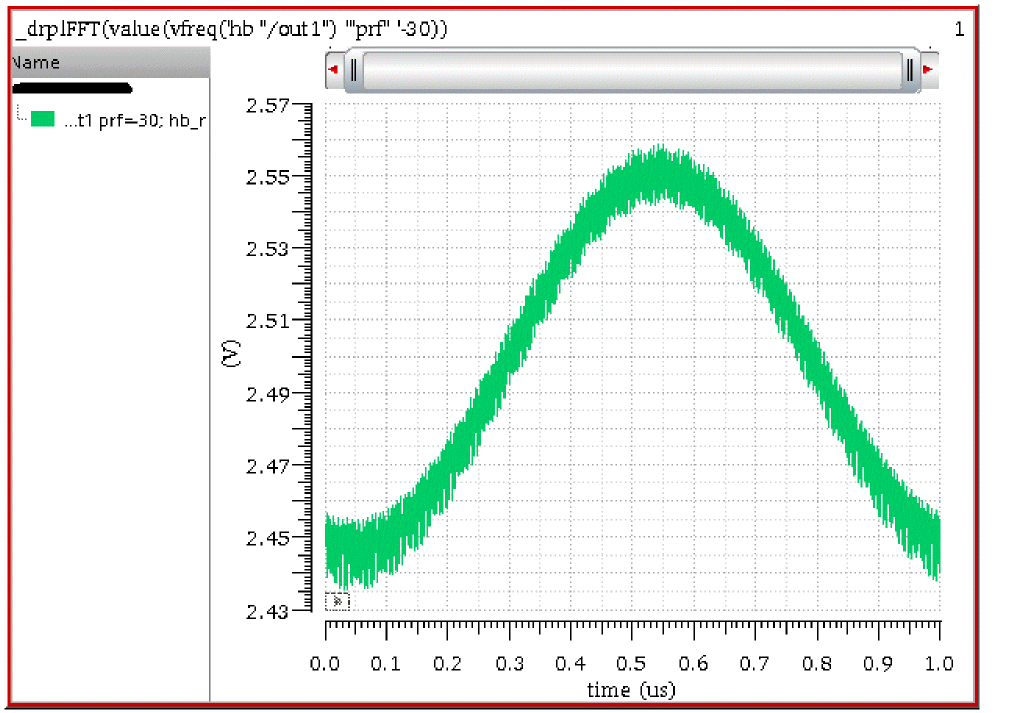 _drplFFT(value(vfreq('hb "/out1") '"prf" '-30))
1
Name
...t1 prf=-30; hb_r
2.57
2.55
2.53
2.51
2.49
2.47
2.45
2.43
(V)
0.0 0.1 0.2 0.3 0.4 0.5 0.6 0.7 0.8 0.9 1.0
time (us)